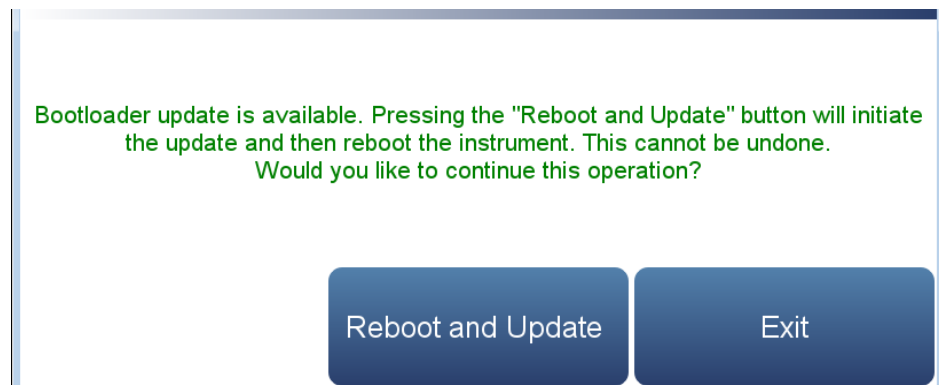 Bootloader update is available. Pressing the "Reboot and Update" button will initiate
the update and then reboot the instrument. This cannot be undone.
Would you like to continue this operation?
Reboot and Update
Exit